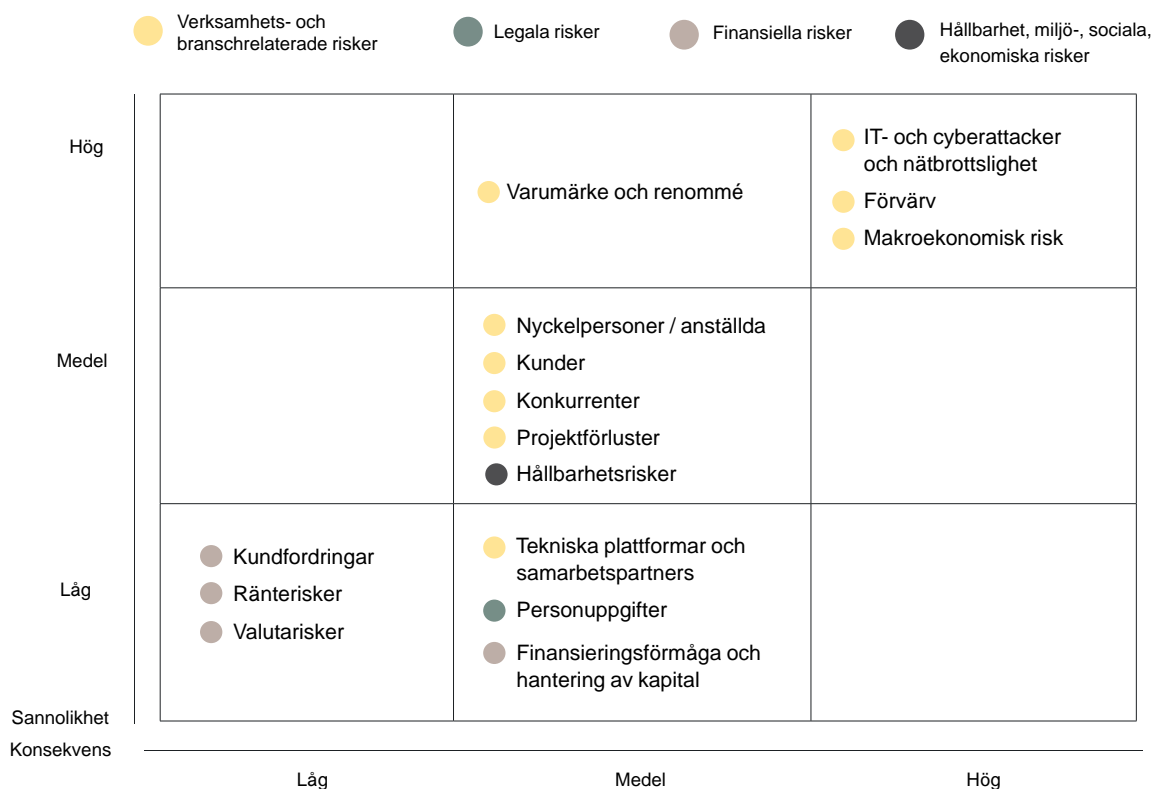 Verksamhets- och
branschrelaterade risker
Legala risker
Finansiella risker
Hållbarhet, miljö-, sociala,
ekonomiska risker
Hög
Varumärke och renommé
IT- och cyberattacker
och nätbrottslighet
Förvärv
Makroekonomisk risk
Medel
Nyckelpersoner / anställda
Kunder
Konkurrenter
Projektförluster
Hållbarhetsrisker
Låg
Kundfordringar
Ränterisker
Valutarisker
Tekniska plattformar och
samarbetspartners
Personuppgifter
Finansieringsförmåga och
hantering av kapital
Sannolikhet
Konsekvens
Låg
Medel
Hög